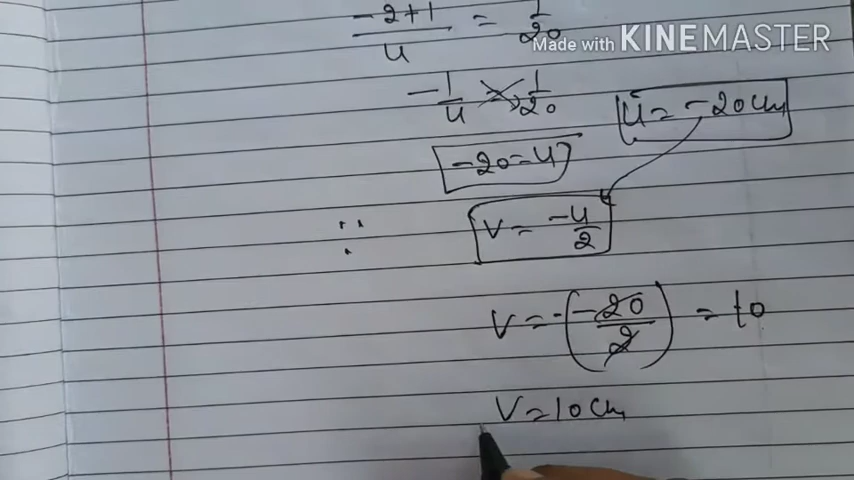 -2+1/u = 1/20
Made with KINEMASTER
-1/u = 1/20
u = -20cm
-20=u
∴ v = -u/2
v = -(-20/2) = +10
v=10cm